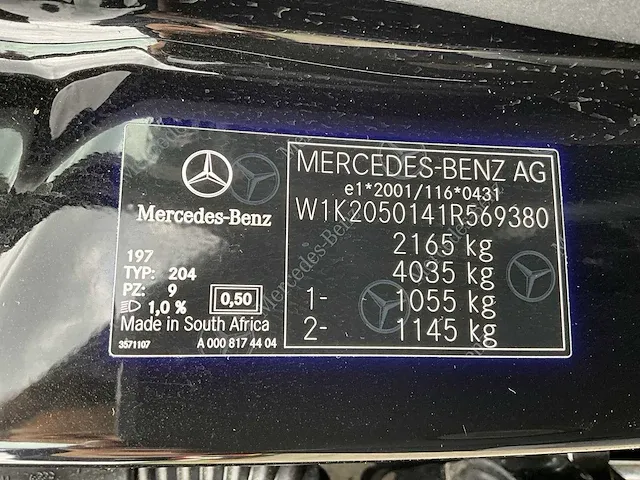 Mercedes-Benz
197
TYP: 204
PZ: 9
1,0 %
0,50
Made in South Africa
3571107
A 000 817 44 04
MERCEDES-BENZ AG
e1*2001/116*0431
W1K2050141R569380
2165 kg
4035 kg
1- 1055 kg
2- 1145 kg